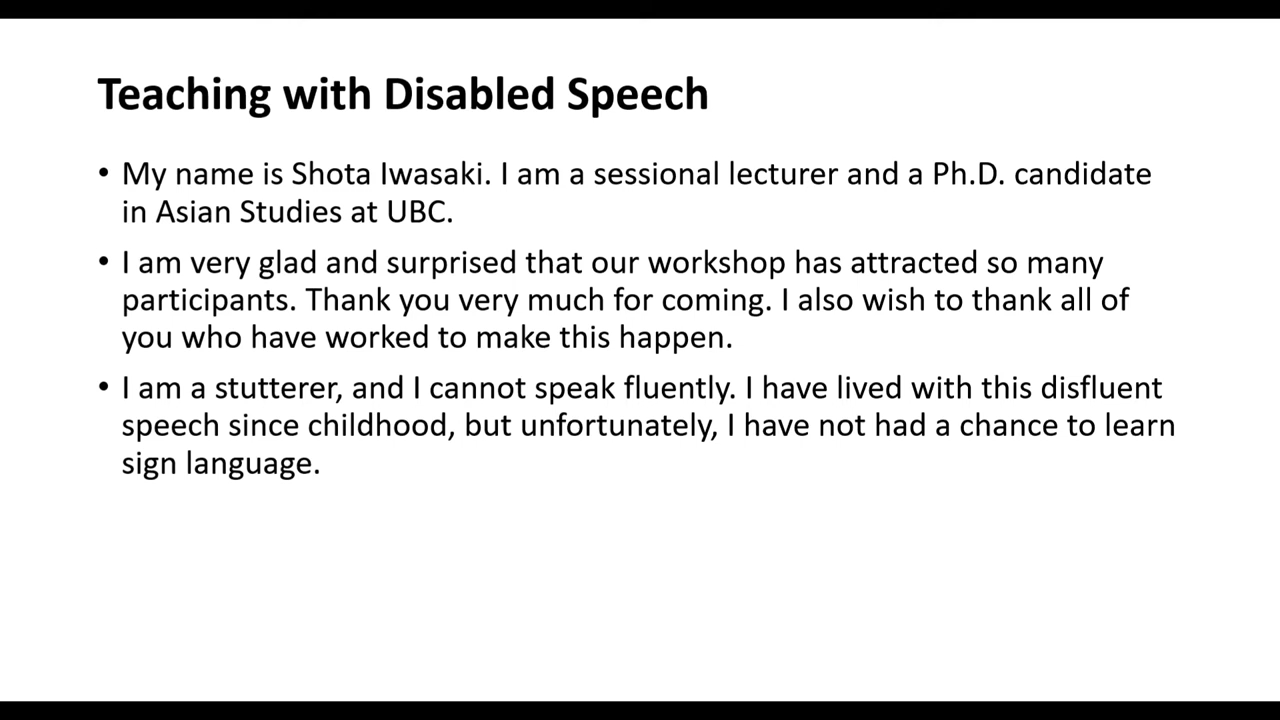 Teaching with Disabled Speech
• My name is Shota Iwasaki. I am a sessional lecturer and a Ph.D. candidate
in Asian Studies at UBC.
• I am very glad and surprised that our workshop has attracted so many
participants. Thank you very much for coming. I also wish to thank all of
you who have worked to make this happen.
• I am a stutterer, and I cannot speak fluently. I have lived with this disfluent
speech since childhood, but unfortunately, I have not had a chance to learn
sign language.